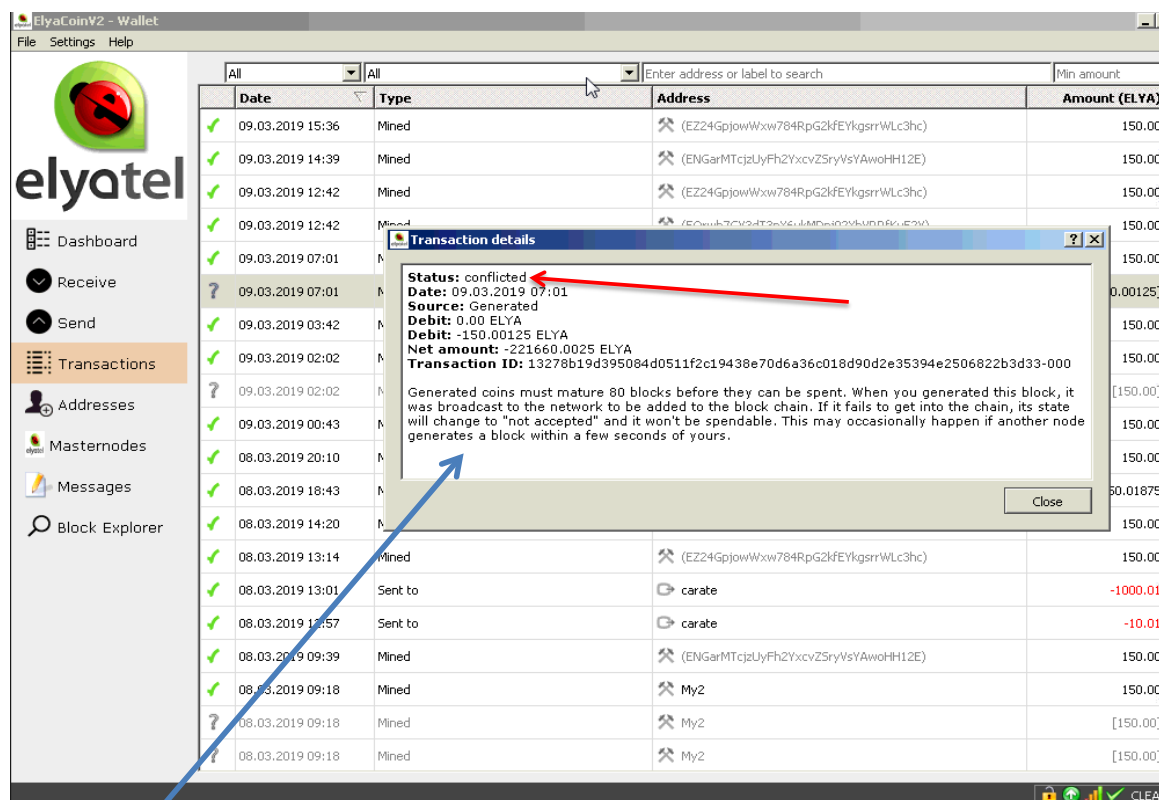 ElyaCoinV2 - Wallet
File Settings Help
elyatel
Dashboard
Receive
Send
Transactions
Addresses
Masternodes
Messages
Block Explorer
All All Enter address or label to search Min amount
Date Type Address Amount (ELYA)
09.03.2019 15:36 Mined (EZ24GpjowWxw784RpG2kfEYkgsrrWLc3hc) 150.00
09.03.2019 14:39 Mined (ENGarMTcjzUyFh2YxcvZSryVsYAwoHH12E) 150.00
09.03.2019 12:42 Mined (EZ24GpjowWxw784RpG2kfEYkgsrrWLc3hc) 150.00
09.03.2019 12:42 Mined 150.00
09.03.2019 07:01 150.00
09.03.2019 07:01 0.00125]
09.03.2019 03:42 150.00
09.03.2019 02:02 150.00
09.03.2019 02:02 [150.00]
09.03.2019 00:43 150.00
08.03.2019 20:10 150.00
08.03.2019 18:43 50.01875
08.03.2019 14:20 150.00
Transaction details
Status: conflicted
Date: 09.03.2019 07:01
Source: Generated
Debit: 0.00 ELYA
Debit: -150.00125 ELYA
Net amount: -221660.0025 ELYA
Transaction ID: 13278b19d395084d0511f2c19438e70d6a36c018d90d2e35394e2506822b3d33-000
Generated coins must mature 80 blocks before they can be spent. When you generated this block, it
was broadcast to the network to be added to the block chain. If it fails to get into the chain, its state
will change to "not accepted" and it won't be spendable. This may occasionally happen if another node
generates a block within a few seconds of yours.
Close
08.03.2019 13:14 Mined (EZ24GpjowWxw784RpG2kfEYkgsrrWLc3hc) 150.00
08.03.2019 13:01 Sent to carate -1000.01
08.03.2019 12:57 Sent to carate -10.01
08.03.2019 09:39 Mined (ENGarMTcjzUyFh2YxcvZSryVsYAwoHH12E) 150.00
08.03.2019 09:18 Mined My2 150.00
08.03.2019 09:18 Mined My2 [150.00]
08.03.2019 09:18 Mined My2 [150.00]
CLEA